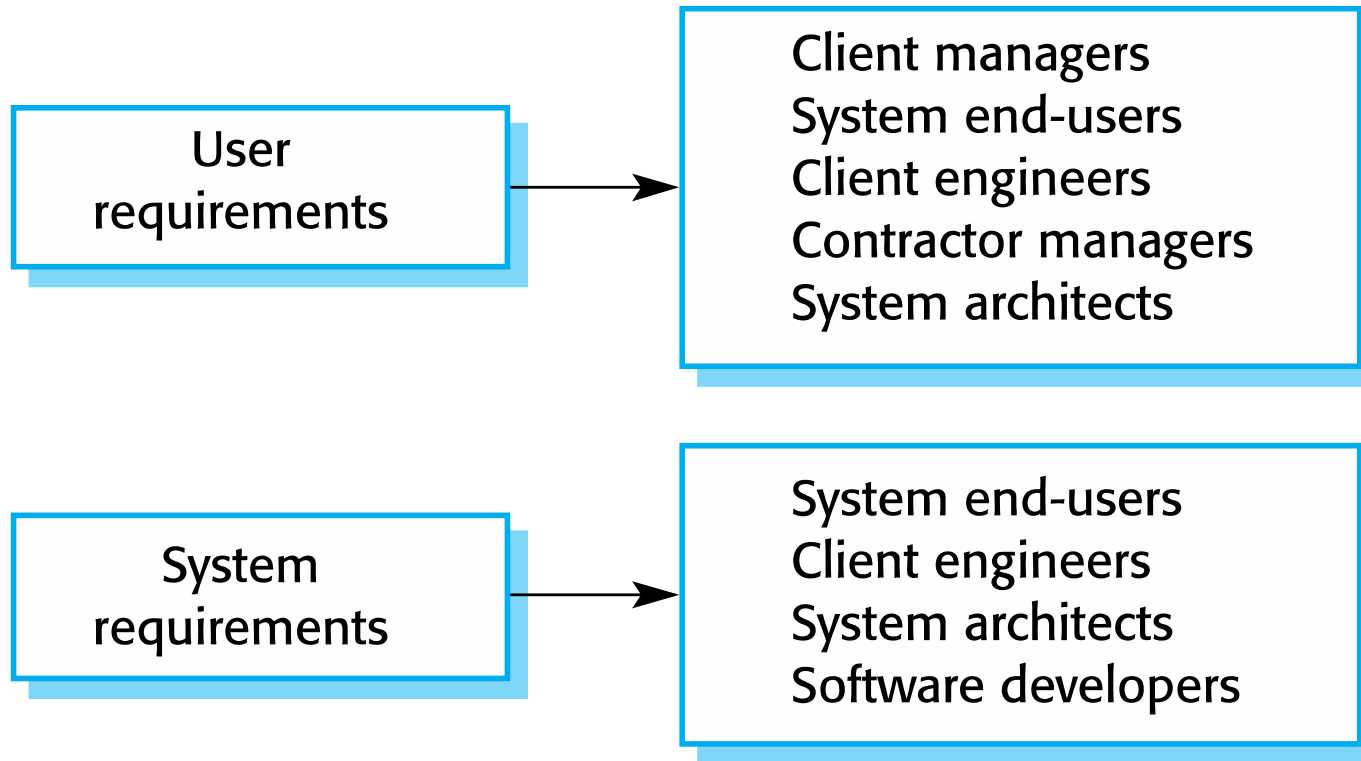 User
requirements
Client managers
System end-users
Client engineers
Contractor managers
System architects
System
requirements
System end-users
Client engineers
System architects
Software developers